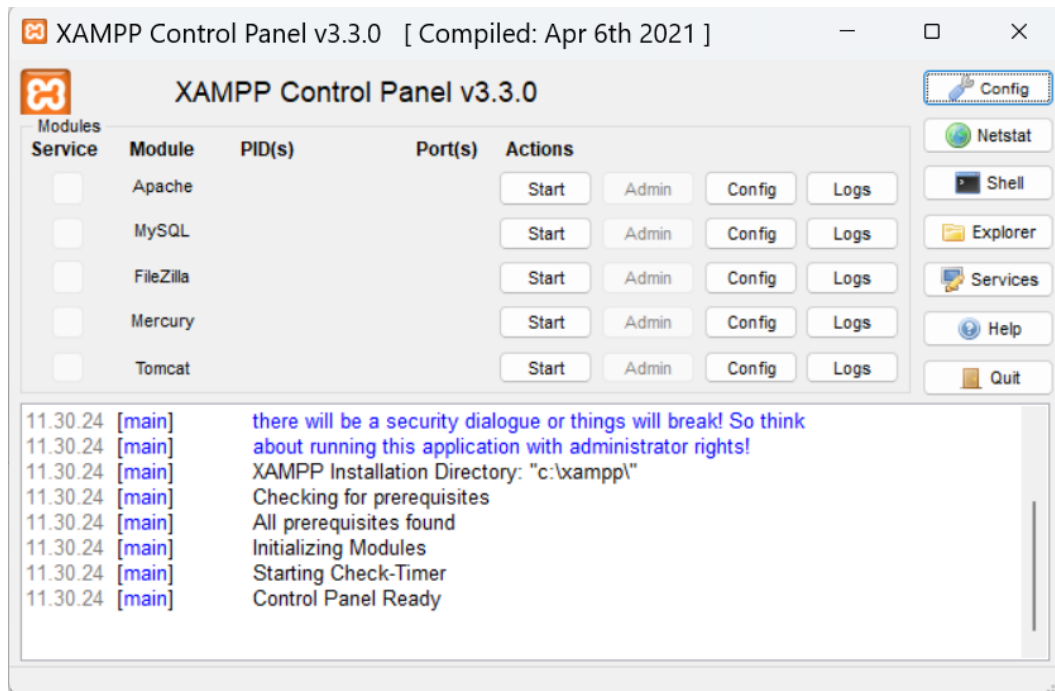 XAMPP Control Panel v3.3.0 [ Compiled: Apr 6th 2021 ]
XAMPP Control Panel v3.3.0
Config
Modules
Service Module PID(s) Port(s) Actions
Netstat
Apache Start Admin Config Logs
Shell
MySQL Start Admin Config Logs
Explorer
FileZilla Start Admin Config Logs
Services
Mercury Start Admin Config Logs
Help
Tomcat Start Admin Config Logs
Quit
11.30.24 [main] there will be a security dialogue or things will break! So think
11.30.24 [main] about running this application with administrator rights!
11.30.24 [main] XAMPP Installation Directory: "c:\xampp\"
11.30.24 [main] Checking for prerequisites
11.30.24 [main] All prerequisites found
11.30.24 [main] Initializing Modules
11.30.24 [main] Starting Check-Timer
11.30.24 [main] Control Panel Ready